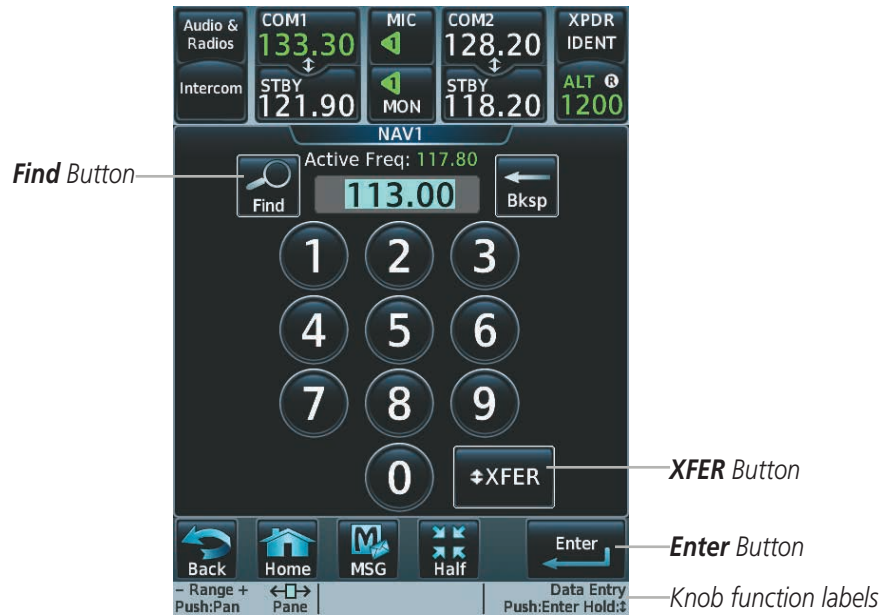 Audio &
Radios
COM1
133.30
MIC
1
COM2
128.20
XPDR
IDENT
Intercom
STBY
121.90
1
MON
STBY
118.20
ALT R
1200
NAV1
Find Button
Active Freq: 117.80
Find
113.00
Bksp
1 2 3
4 5 6
7 8 9
0 XFER
XFER Button
Back
Home
MSG
Half
Enter
Enter Button
– Range +
Push:Pan
Pane
Data Entry
Push:Enter Hold:↕
Knob function labels